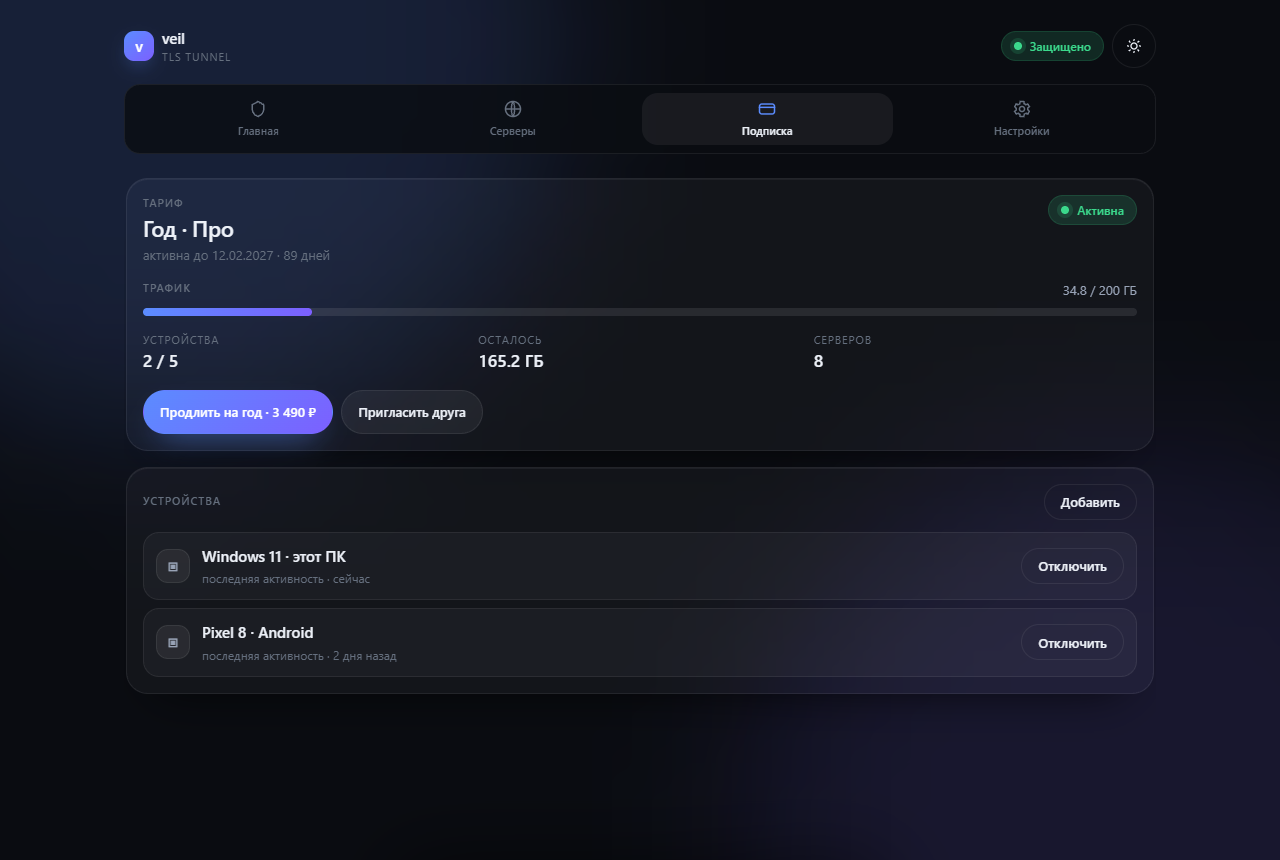 v
veil
TLS TUNNEL
Защищено
Главная
Серверы
Подписка
Настройки
ТАРИФ
Активна
Год · Про
активна до 12.02.2027 · 89 дней
ТРАФИК
34.8 / 200 ГБ
УСТРОЙСТВА
ОСТАЛОСЬ
СЕРВЕРОВ
2 / 5
165.2 ГБ
8
Продлить на год · 3 490 ₽
Пригласить друга
УСТРОЙСТВА
Добавить
Windows 11 · этот ПК
последняя активность · сейчас
Отключить
Pixel 8 · Android
последняя активность · 2 дня назад
Отключить